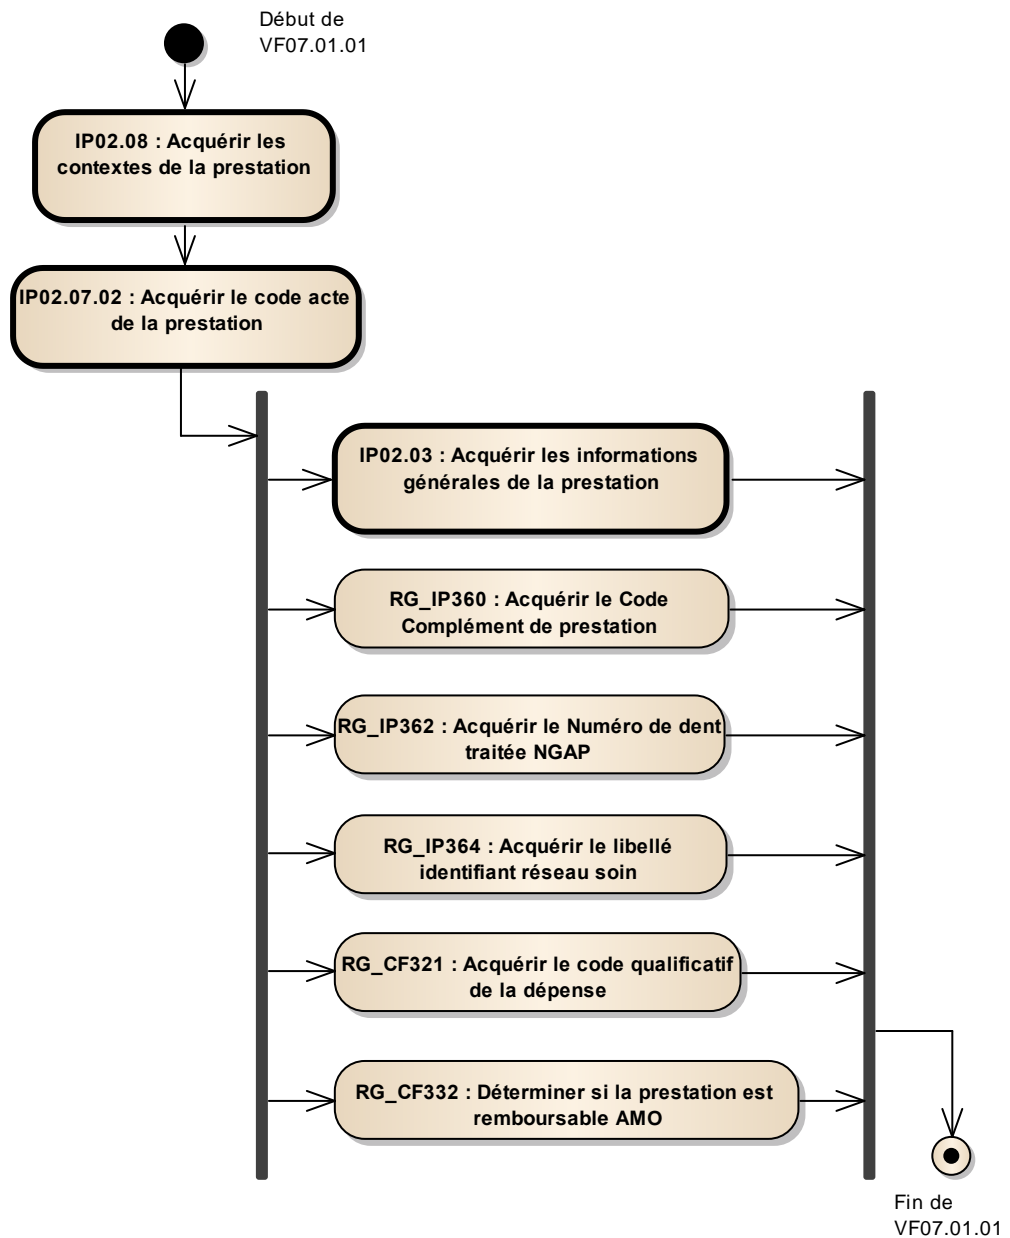 Début de
VF07.01.01
IP02.08 : Acquérir les
contextes de la prestation
IP02.07.02 : Acquérir le code acte
de la prestation
IP02.03 : Acquérir les informations
générales de la prestation
RG_IP360 : Acquérir le Code
Complément de prestation
RG_IP362 : Acquérir le Numéro de dent
traitée NGAP
RG_IP364 : Acquérir le libellé
identifiant réseau soin
RG_CF321 : Acquérir le code qualificatif
de la dépense
RG_CF332 : Déterminer si la prestation est
remboursable AMO
Fin de
VF07.01.01